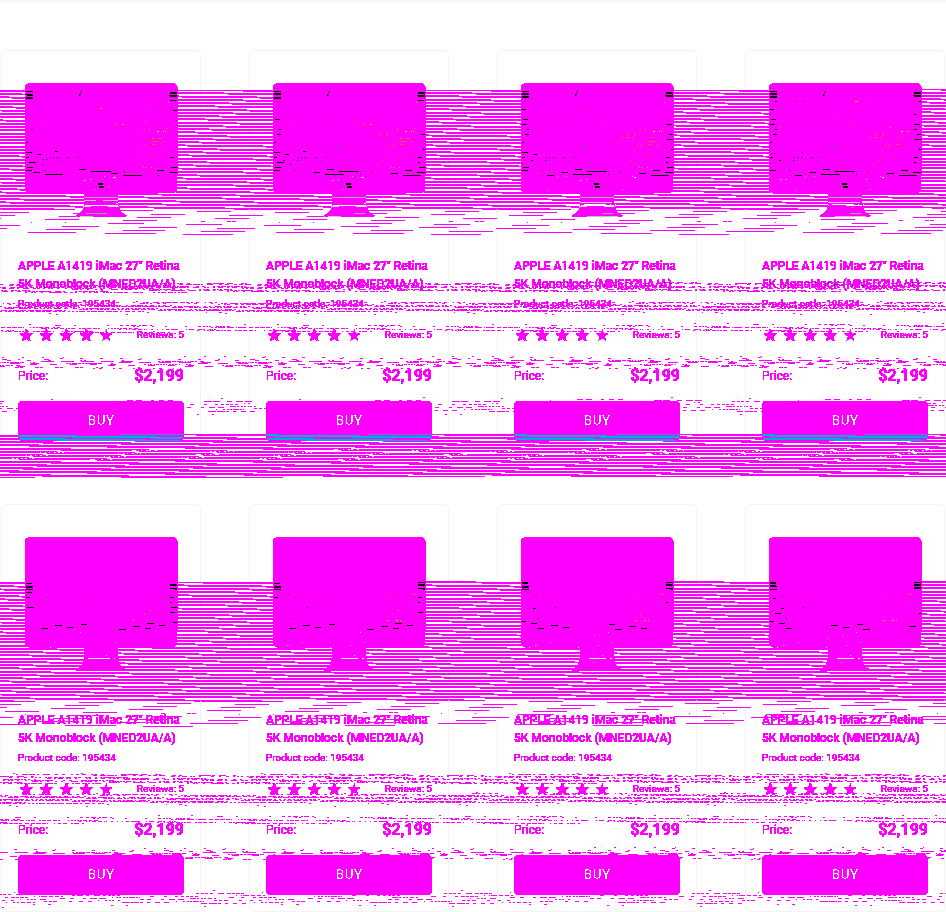 APPLE A1419 iMac 27" Retina
5K Monoblock (MNED2UA/A)
Product code: 195434
Reviews: 5
Price: $2,199
BUY
APPLE A1419 iMac 27" Retina
5K Monoblock (MNED2UA/A)
Product code: 195434
Reviews: 5
Price: $2,199
BUY
APPLE A1419 iMac 27" Retina
5K Monoblock (MNED2UA/A)
Product code: 195434
Reviews: 5
Price: $2,199
BUY
APPLE A1419 iMac 27" Retina
5K Monoblock (MNED2UA/A)
Product code: 195434
Reviews: 5
Price: $2,199
BUY
APPLE A1419 iMac 27" Retina
5K Monoblock (MNED2UA/A)
Product code: 195434
Reviews: 5
Price: $2,199
BUY
APPLE A1419 iMac 27" Retina
5K Monoblock (MNED2UA/A)
Product code: 195434
Reviews: 5
Price: $2,199
BUY
APPLE A1419 iMac 27" Retina
5K Monoblock (MNED2UA/A)
Product code: 195434
Reviews: 5
Price: $2,199
BUY
APPLE A1419 iMac 27" Retina
5K Monoblock (MNED2UA/A)
Product code: 195434
Reviews: 5
Price: $2,199
BUY